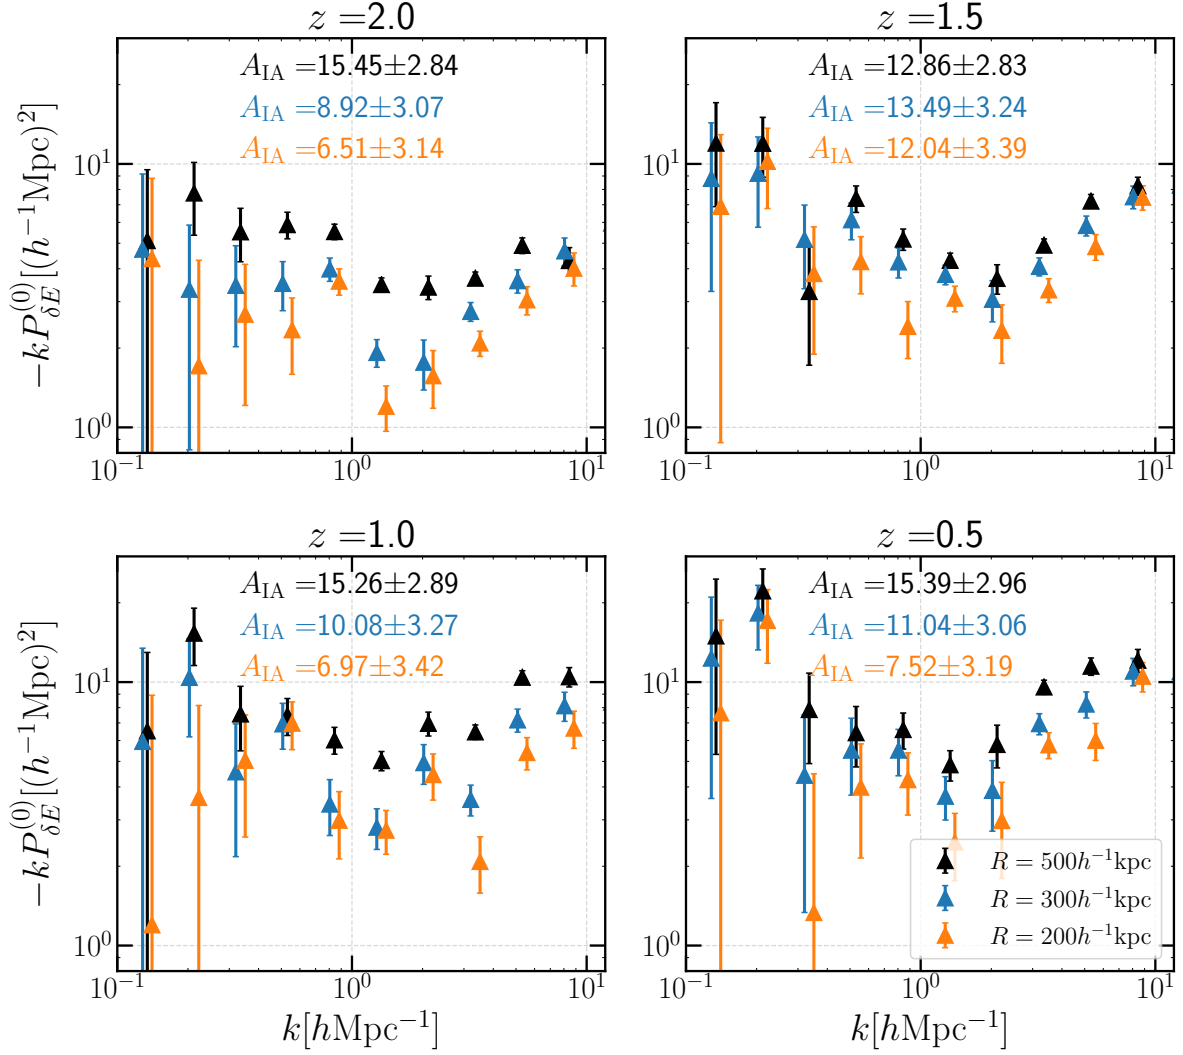 z =2.0
A_IA =15.45±2.84
A_IA =8.92±3.07
A_IA =6.51±3.14
10^1
10^0
10^−1 10^0 10^1
−kP_δE^(0)[(h^−1Mpc)^2]
z =1.5
A_IA =12.86±2.83
A_IA =13.49±3.24
A_IA =12.04±3.39
10^1
10^0
10^−1 10^0 10^1
z =1.0
A_IA =15.26±2.89
A_IA =10.08±3.27
A_IA =6.97±3.42
10^1
10^0
10^−1 10^0 10^1
−kP_δE^(0)[(h^−1Mpc)^2]
k[hMpc^−1]
z =0.5
A_IA =15.39±2.96
A_IA =11.04±3.06
A_IA =7.52±3.19
10^1
10^0
R = 500h^−1kpc
R = 300h^−1kpc
R = 200h^−1kpc
10^−1 10^0 10^1
k[hMpc^−1]